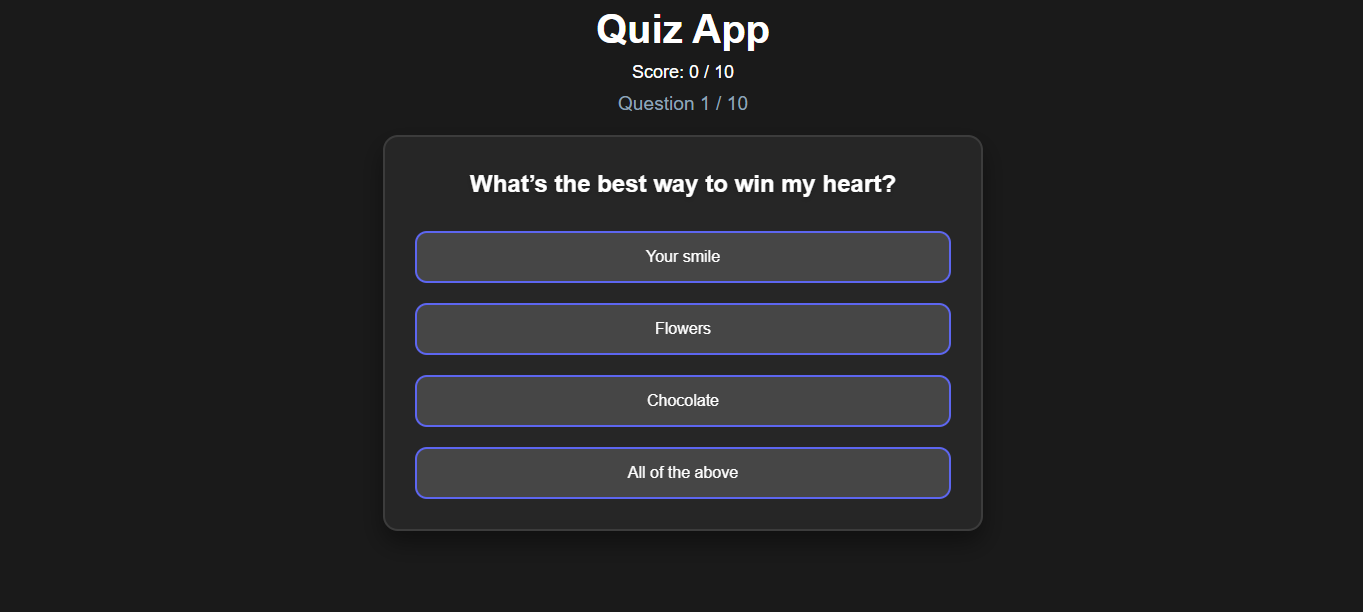 Quiz App
Score: 0 / 10
Question 1 / 10
What’s the best way to win my heart?
Your smile
Flowers
Chocolate
All of the above